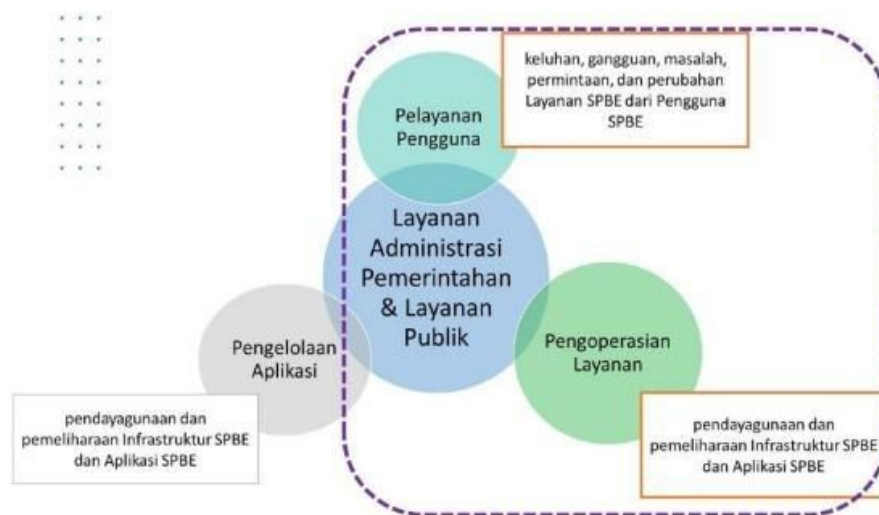 keluhan, gangguan, masalah,
permintaan, dan perubahan
Layanan SPBE dari Pengguna
SPBE
Pelayanan
Pengguna
Layanan
Administrasi
Pemerintahan
& Layanan
Publik
Pengelolaan
Aplikasi
Pengoperasian
Layanan
pendayagunaan dan
pemeliharaan Infrastruktur SPBE
dan Aplikasi SPBE
pendayagunaan dan
pemeliharaan Infrastruktur SPBE
dan Aplikasi SPBE